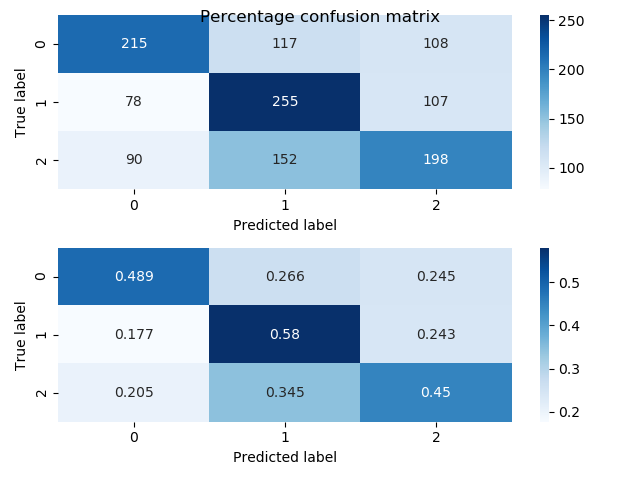 Percentage confusion matrix
0 215 117 108
1 78 255 107
2 90 152 198
True label
0 1 2
Predicted label
250
200
150
100
0 0.489 0.266 0.245
1 0.177 0.58 0.243
2 0.205 0.345 0.45
True label
0 1 2
Predicted label
0.5
0.4
0.3
0.2